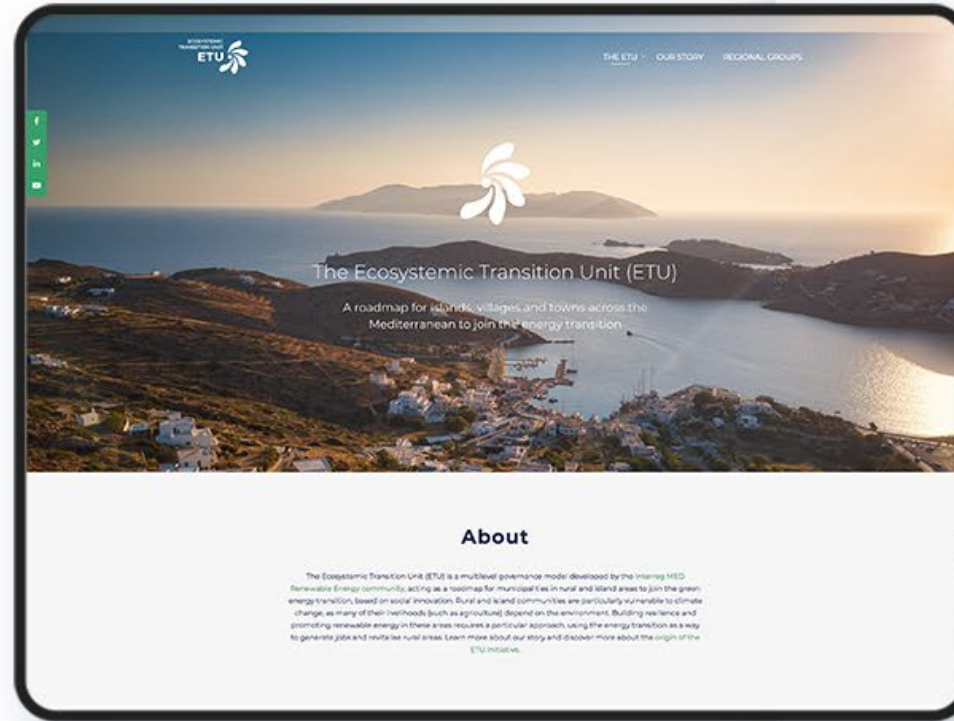 ECOSYSTEMIC
TRANSITION UNIT
ETU
THE ETU
OUR STORY
REGIONAL GROUPS
The Ecosystemic Transition Unit (ETU)
A roadmap for islands, villages and towns across the
Mediterranean to join the energy transition
About
The Ecosystemic Transition Unit (ETU) is a multilevel governance model developed by the Interreg MED
Renewable Energy community, acting as a roadmap for municipalities in rural and island areas to join the green
energy transition, based on social innovation. Rural and island communities are particularly vulnerable to climate
change, as many of their livelihoods (such as agriculture) depend on the environment. Building resilience and
promoting renewable energy in these areas requires a particular approach, using the energy transition as a way
to generate jobs and revitalise rural areas. Learn more about our story and discover more about the origin of the
ETU Initiative.